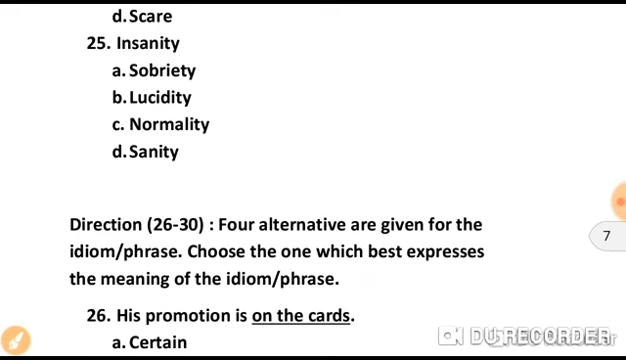 d. Scare
25. Insanity
a. Sobriety
b. Lucidity
c. Normality
d. Sanity
Direction (26-30) : Four alternative are given for the
idiom/phrase. Choose the one which best expresses
the meaning of the idiom/phrase.
7
26. His promotion is on the cards.
a. Certain
DU RECORDER